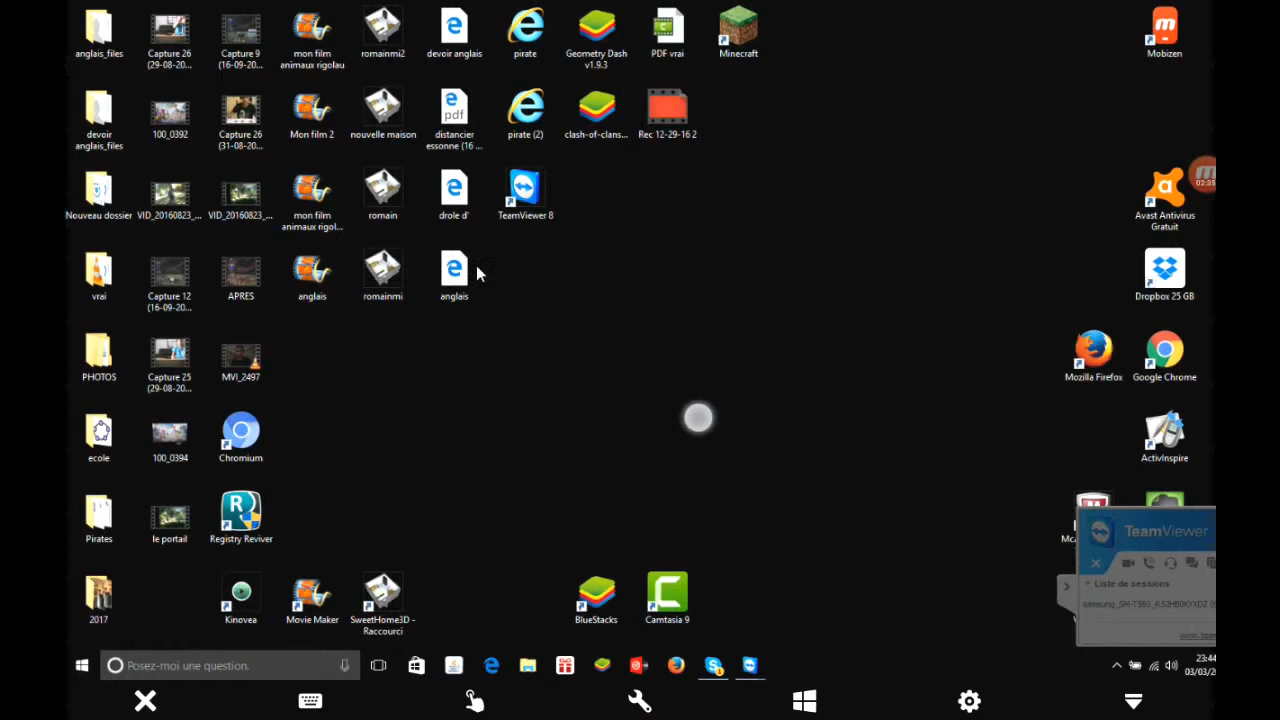 anglais_files
Capture 26
(29-08-20...
Capture 9
(16-09-20...
mon film
animaux rigolau
romainmi2
devoir anglais
pirate
Geometry Dash
v1.9.3
PDF vrai
Minecraft
Mobizen
devoir
anglais_files
100_0392
Capture 26
(31-08-20...
Mon film 2
nouvelle maison
pdf
distancier
essonne (16 ...
pirate (2)
clash-of-clans...
Rec 12-29-16 2
02:35
Nouveau dossier
VID_20160823_...
VID_20160823_...
mon film
animaux rigol...
romain
drole d'
TeamViewer 8
Avast Antivirus
Gratuit
vrai
Capture 12
(16-09-20...
APRES
anglais
romainmi
anglais
Dropbox 25 GB
PHOTOS
Capture 25
(29-08-20...
MVI_2497
Mozilla Firefox
Google Chrome
ecole
100_0394
Chromium
ActivInspire
Pirates
le portail
Registry Reviver
TeamViewer
Liste de sessions
2017
Kinovea
Movie Maker
SweetHome3D -
Raccourci
BlueStacks
Camtasia 9
Posez-moi une question.
23:44
03/03/2